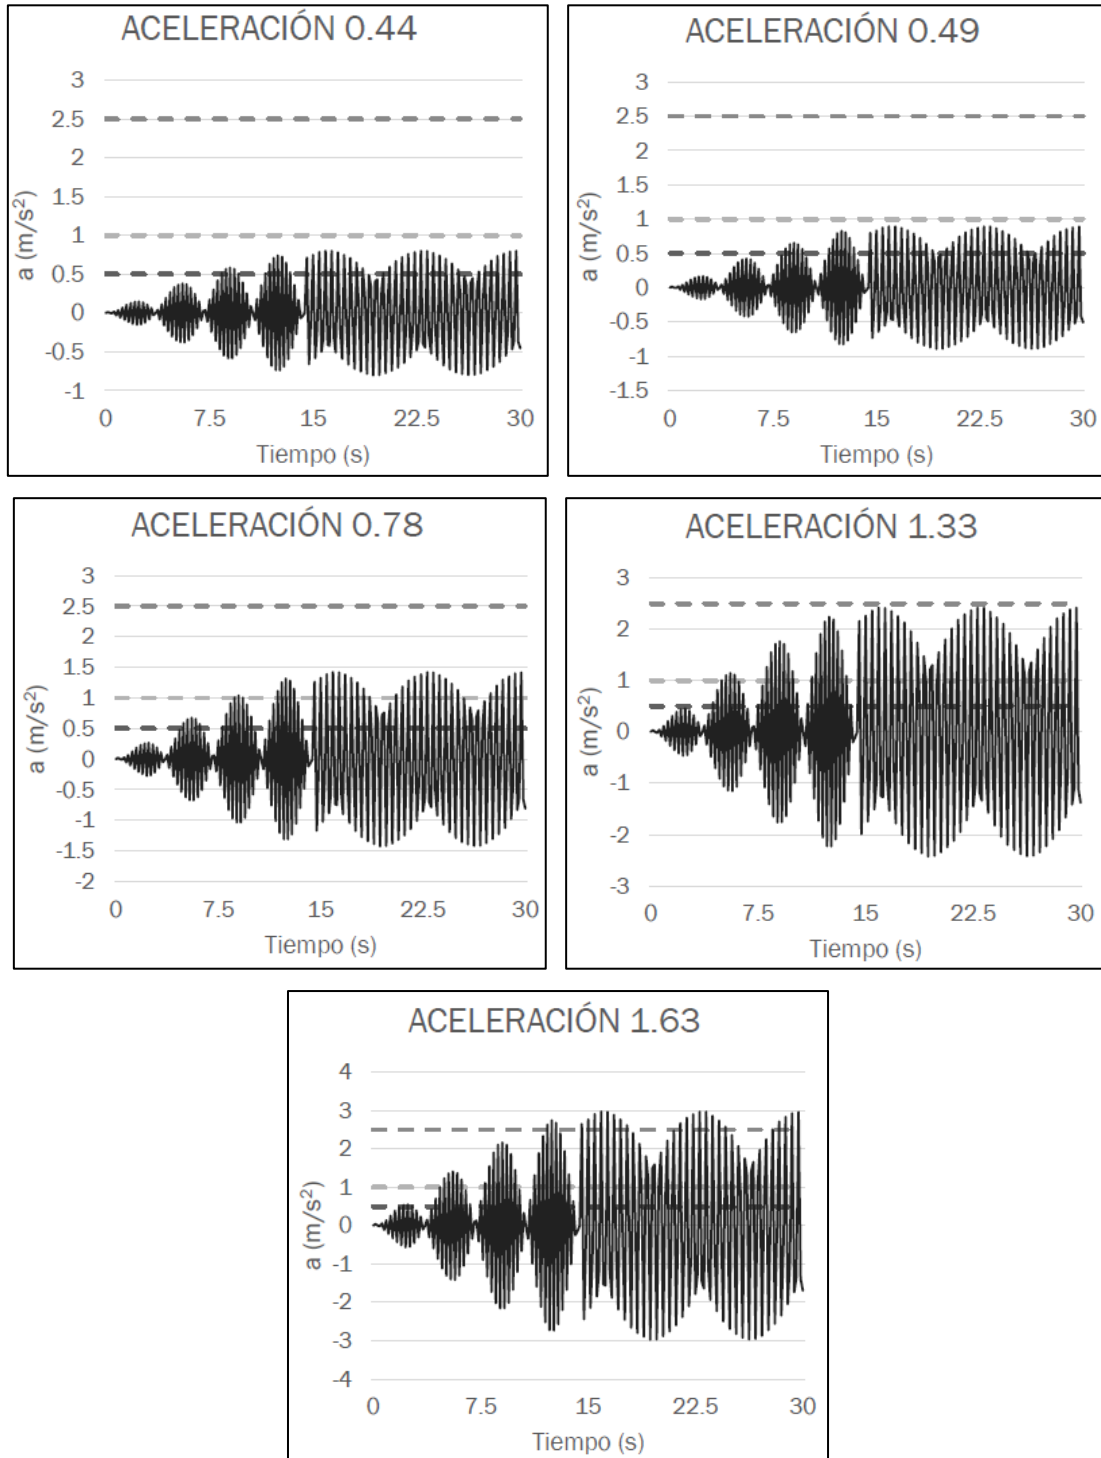 ACELERACIÓN 0.44
3
2.5
2
1.5
1
0.5
0
-0.5
-1
a (m/s²)
0 7.5 15 22.5 30
Tiempo (s)
ACELERACIÓN 0.49
3
2.5
2
1.5
1
0.5
0
-0.5
-1
-1.5
a (m/s²)
0 7.5 15 22.5 30
Tiempo (s)
ACELERACIÓN 0.78
3
2.5
2
1.5
1
0.5
0
-0.5
-1
-1.5
-2
a (m/s²)
0 7.5 15 22.5 30
Tiempo (s)
ACELERACIÓN 1.33
3
2
1
0
-1
-2
-3
a (m/s²)
0 7.5 15 22.5 30
Tiempo (s)
ACELERACIÓN 1.63
4
3
2
1
0
-1
-2
-3
-4
a (m/s²)
0 7.5 15 22.5 30
Tiempo (s)